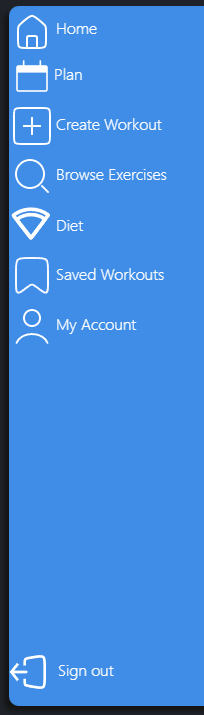 Home
Plan
Create Workout
Browse Exercises
Diet
Saved Workouts
My Account
Sign out